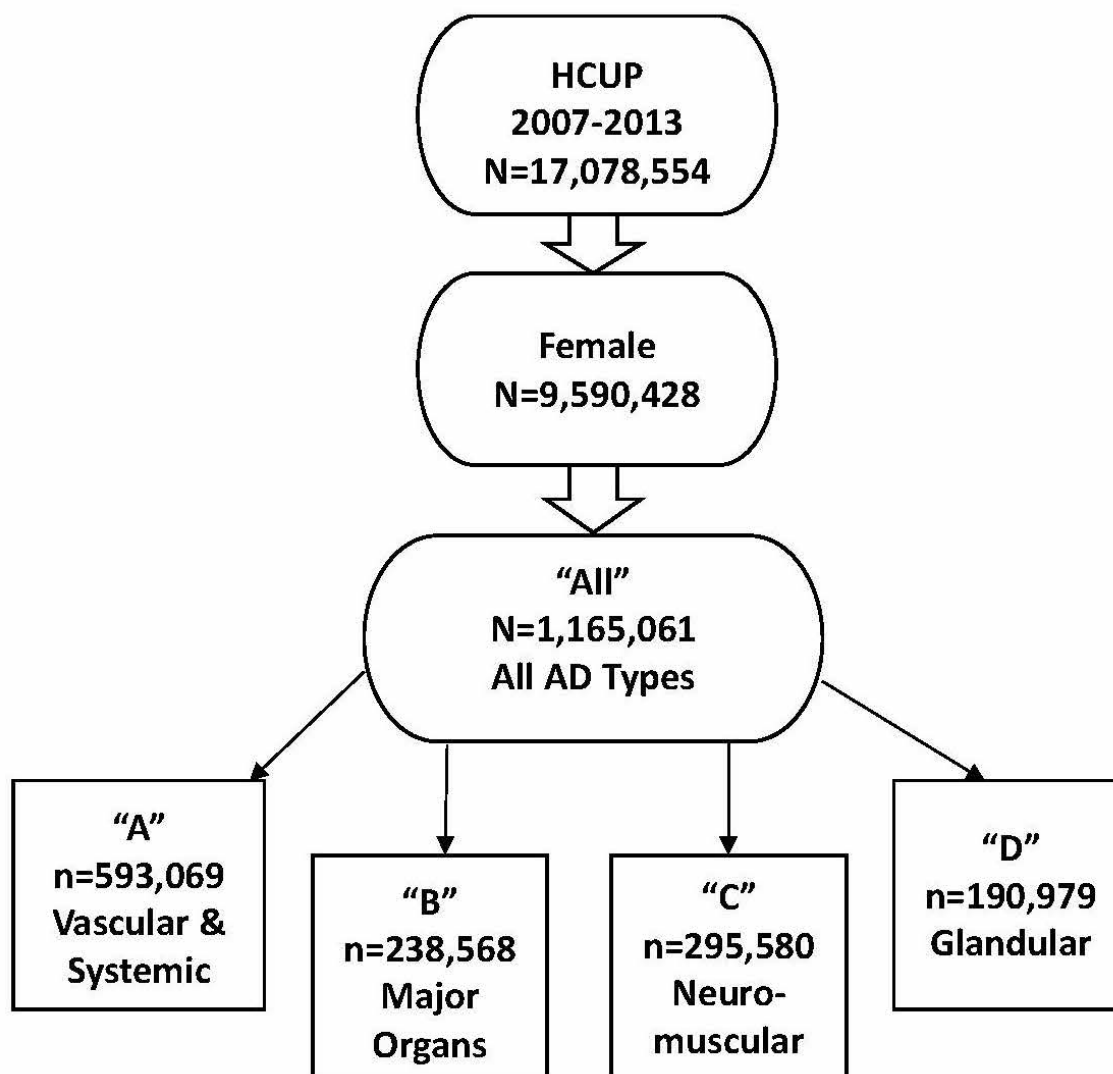 HCUP
2007-2013
N=17,078,554
Female
N=9,590,428
“All”
N=1,165,061
All AD Types
“A”
n=593,069
Vascular &
Systemic
“B”
n=238,568
Major
Organs
“C”
n=295,580
Neuro-
muscular
“D”
n=190,979
Glandular